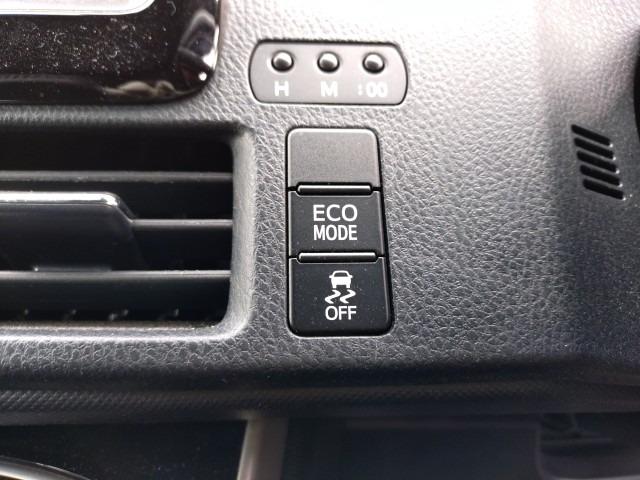 H M :00
ECO
MODE
OFF